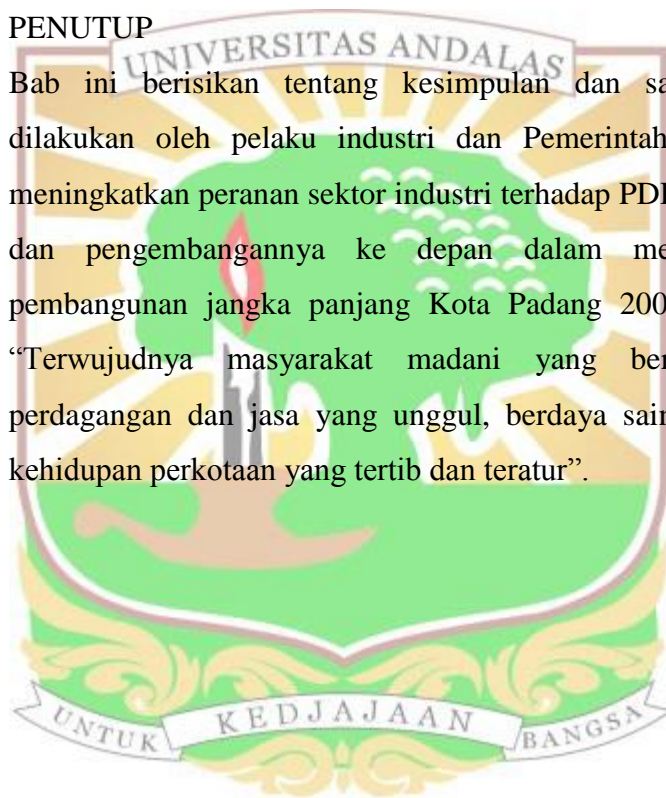 PENUTUP
UNIVERSITAS ANDALAS
Bab ini berisikan tentang kesimpulan dan sa
dilakukan oleh pelaku industri dan Pemerintah
meningkatkan peranan sektor industri terhadap PDI
dan pengembangannya ke depan dalam me
pembangunan jangka panjang Kota Padang 200
“Terwujudnya masyarakat madani yang ber
perdagangan dan jasa yang unggul, berdaya sain
kehidupan perkotaan yang tertib dan teratur”.
UNTUK KEDJAJAAN BANGSA